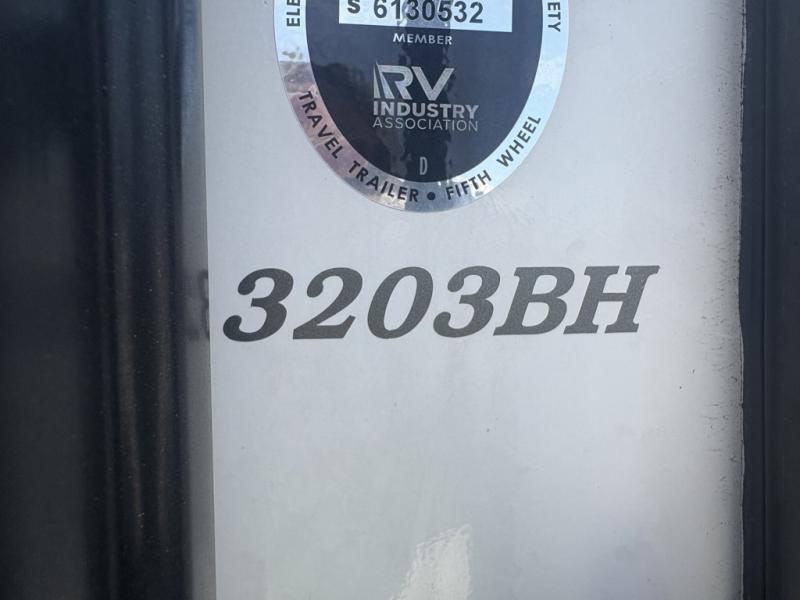 S 6130532
MEMBER
RV
INDUSTRY
ASSOCIATION
D
TRAVEL TRAILER • FIFTH WHEEL
3203BH